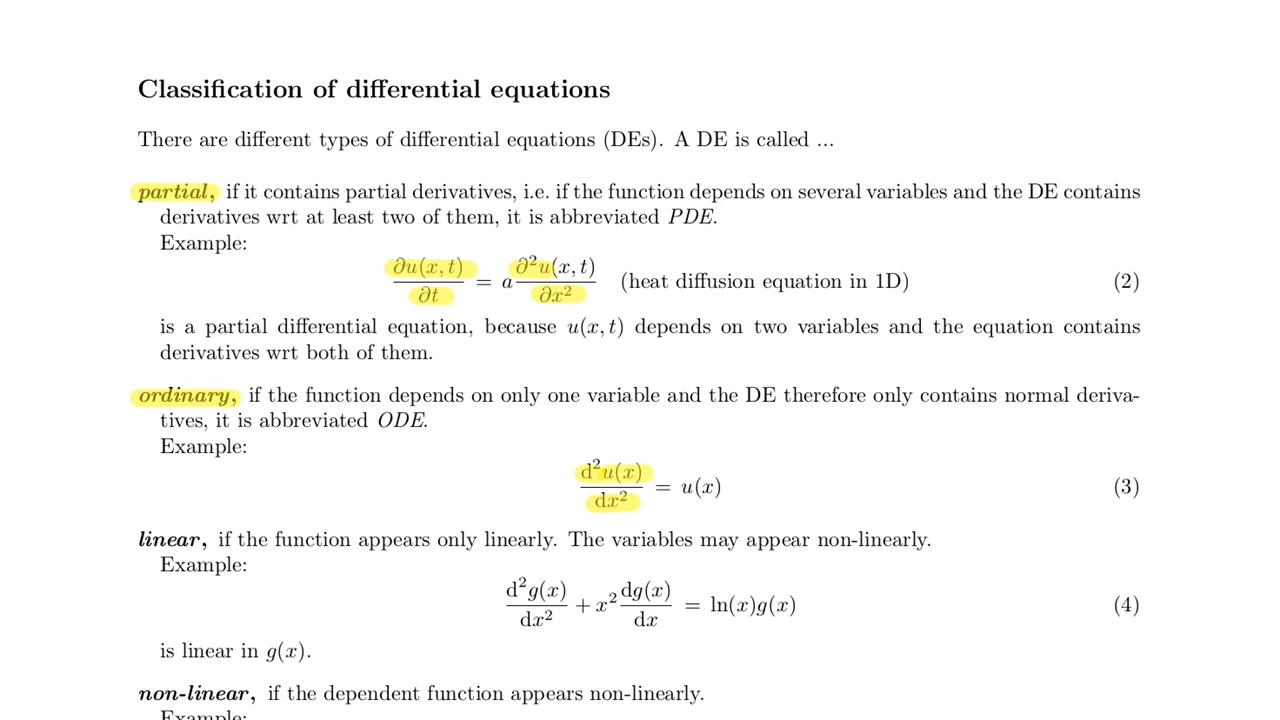 Classification of differential equations
There are different types of differential equations (DEs). A DE is called ...
partial, if it contains partial derivatives, i.e. if the function depends on several variables and the DE contains
derivatives wrt at least two of them, it is abbreviated PDE.
Example:
∂u(x, t)/∂t = a ∂²u(x, t)/∂x² (heat diffusion equation in 1D) (2)
is a partial differential equation, because u(x, t) depends on two variables and the equation contains
derivatives wrt both of them.
ordinary, if the function depends on only one variable and the DE therefore only contains normal deriva-
tives, it is abbreviated ODE.
Example:
d²u(x)/dx² = u(x) (3)
linear, if the function appears only linearly. The variables may appear non-linearly.
Example:
d²g(x)/dx² + x² dg(x)/dx = ln(x)g(x) (4)
is linear in g(x).
non-linear, if the dependent function appears non-linearly.
Example: